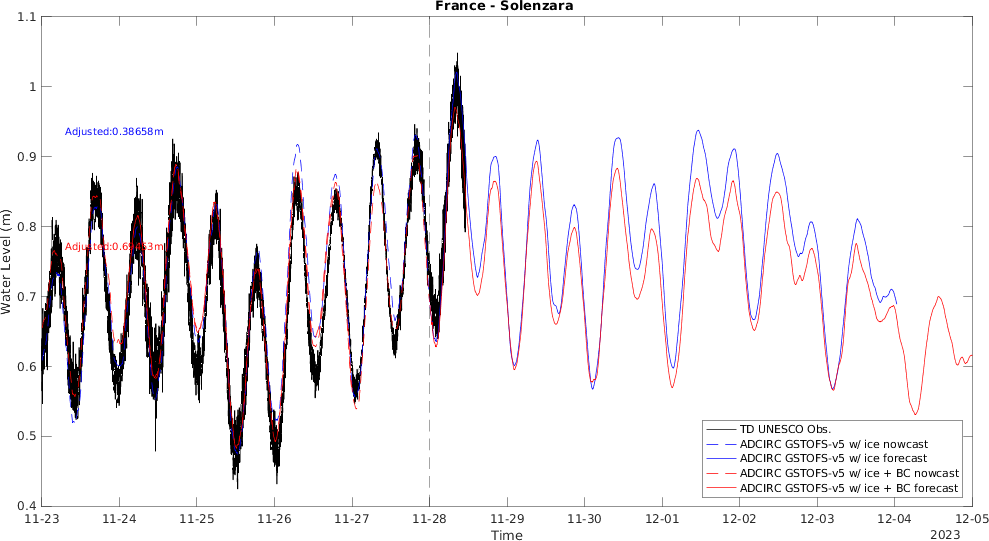 France - Solenzara
1.1
1
0.9
0.8
0.7
0.6
0.5
0.4
Water Level (m)
Adjusted:0.38658m
11-23
11-24
11-25
11-26
11-27
11-28
11-29
11-30
12-01
12-02
12-03
12-04
12-05
Time
2023
TD UNESCO Obs.
ADCIRC GSTOFS-v5 w/ ice nowcast
ADCIRC GSTOFS-v5 w/ ice forecast
ADCIRC GSTOFS-v5 w/ ice + BC nowcast
ADCIRC GSTOFS-v5 w/ ice + BC forecast